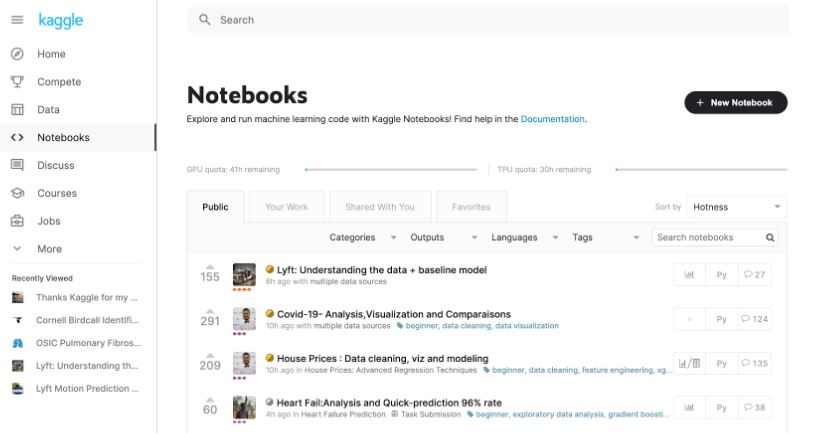 kaggle
Search
Home
Compete
Data
Notebooks
Discuss
Courses
Jobs
More
Recently Viewed
Thanks Kaggle for my ...
Cornell Birdcall Identifi...
OSIC Pulmonary Fibros...
Lyft: Understanding th...
Lyft Motion Prediction ...
Notebooks
+ New Notebook
Explore and run machine learning code with Kaggle Notebooks! Find help in the Documentation.
GPU quota: 41h remaining
TPU quota: 30h remaining
Public Your Work Shared With You Favorites
Sort by Hotness
Categories Outputs Languages Tags Search notebooks
155 Lyft: Understanding the data + baseline model
6h ago with multiple data sources
Py 27
291 Covid-19- Analysis,Visualization and Comparaisons
10h ago with multiple data sources beginner, data cleaning, data visualization
Py 124
209 House Prices : Data cleaning, viz and modeling
10h ago in House Prices: Advanced Regression Techniques beginner, data cleaning, feature engineering, xg...
/ Py 135
60 Heart Fail:Analysis and Quick-prediction 96% rate
4h ago in Heart Failure Prediction Task Submission beginner, exploratory data analysis, gradient boosti...
Py 38